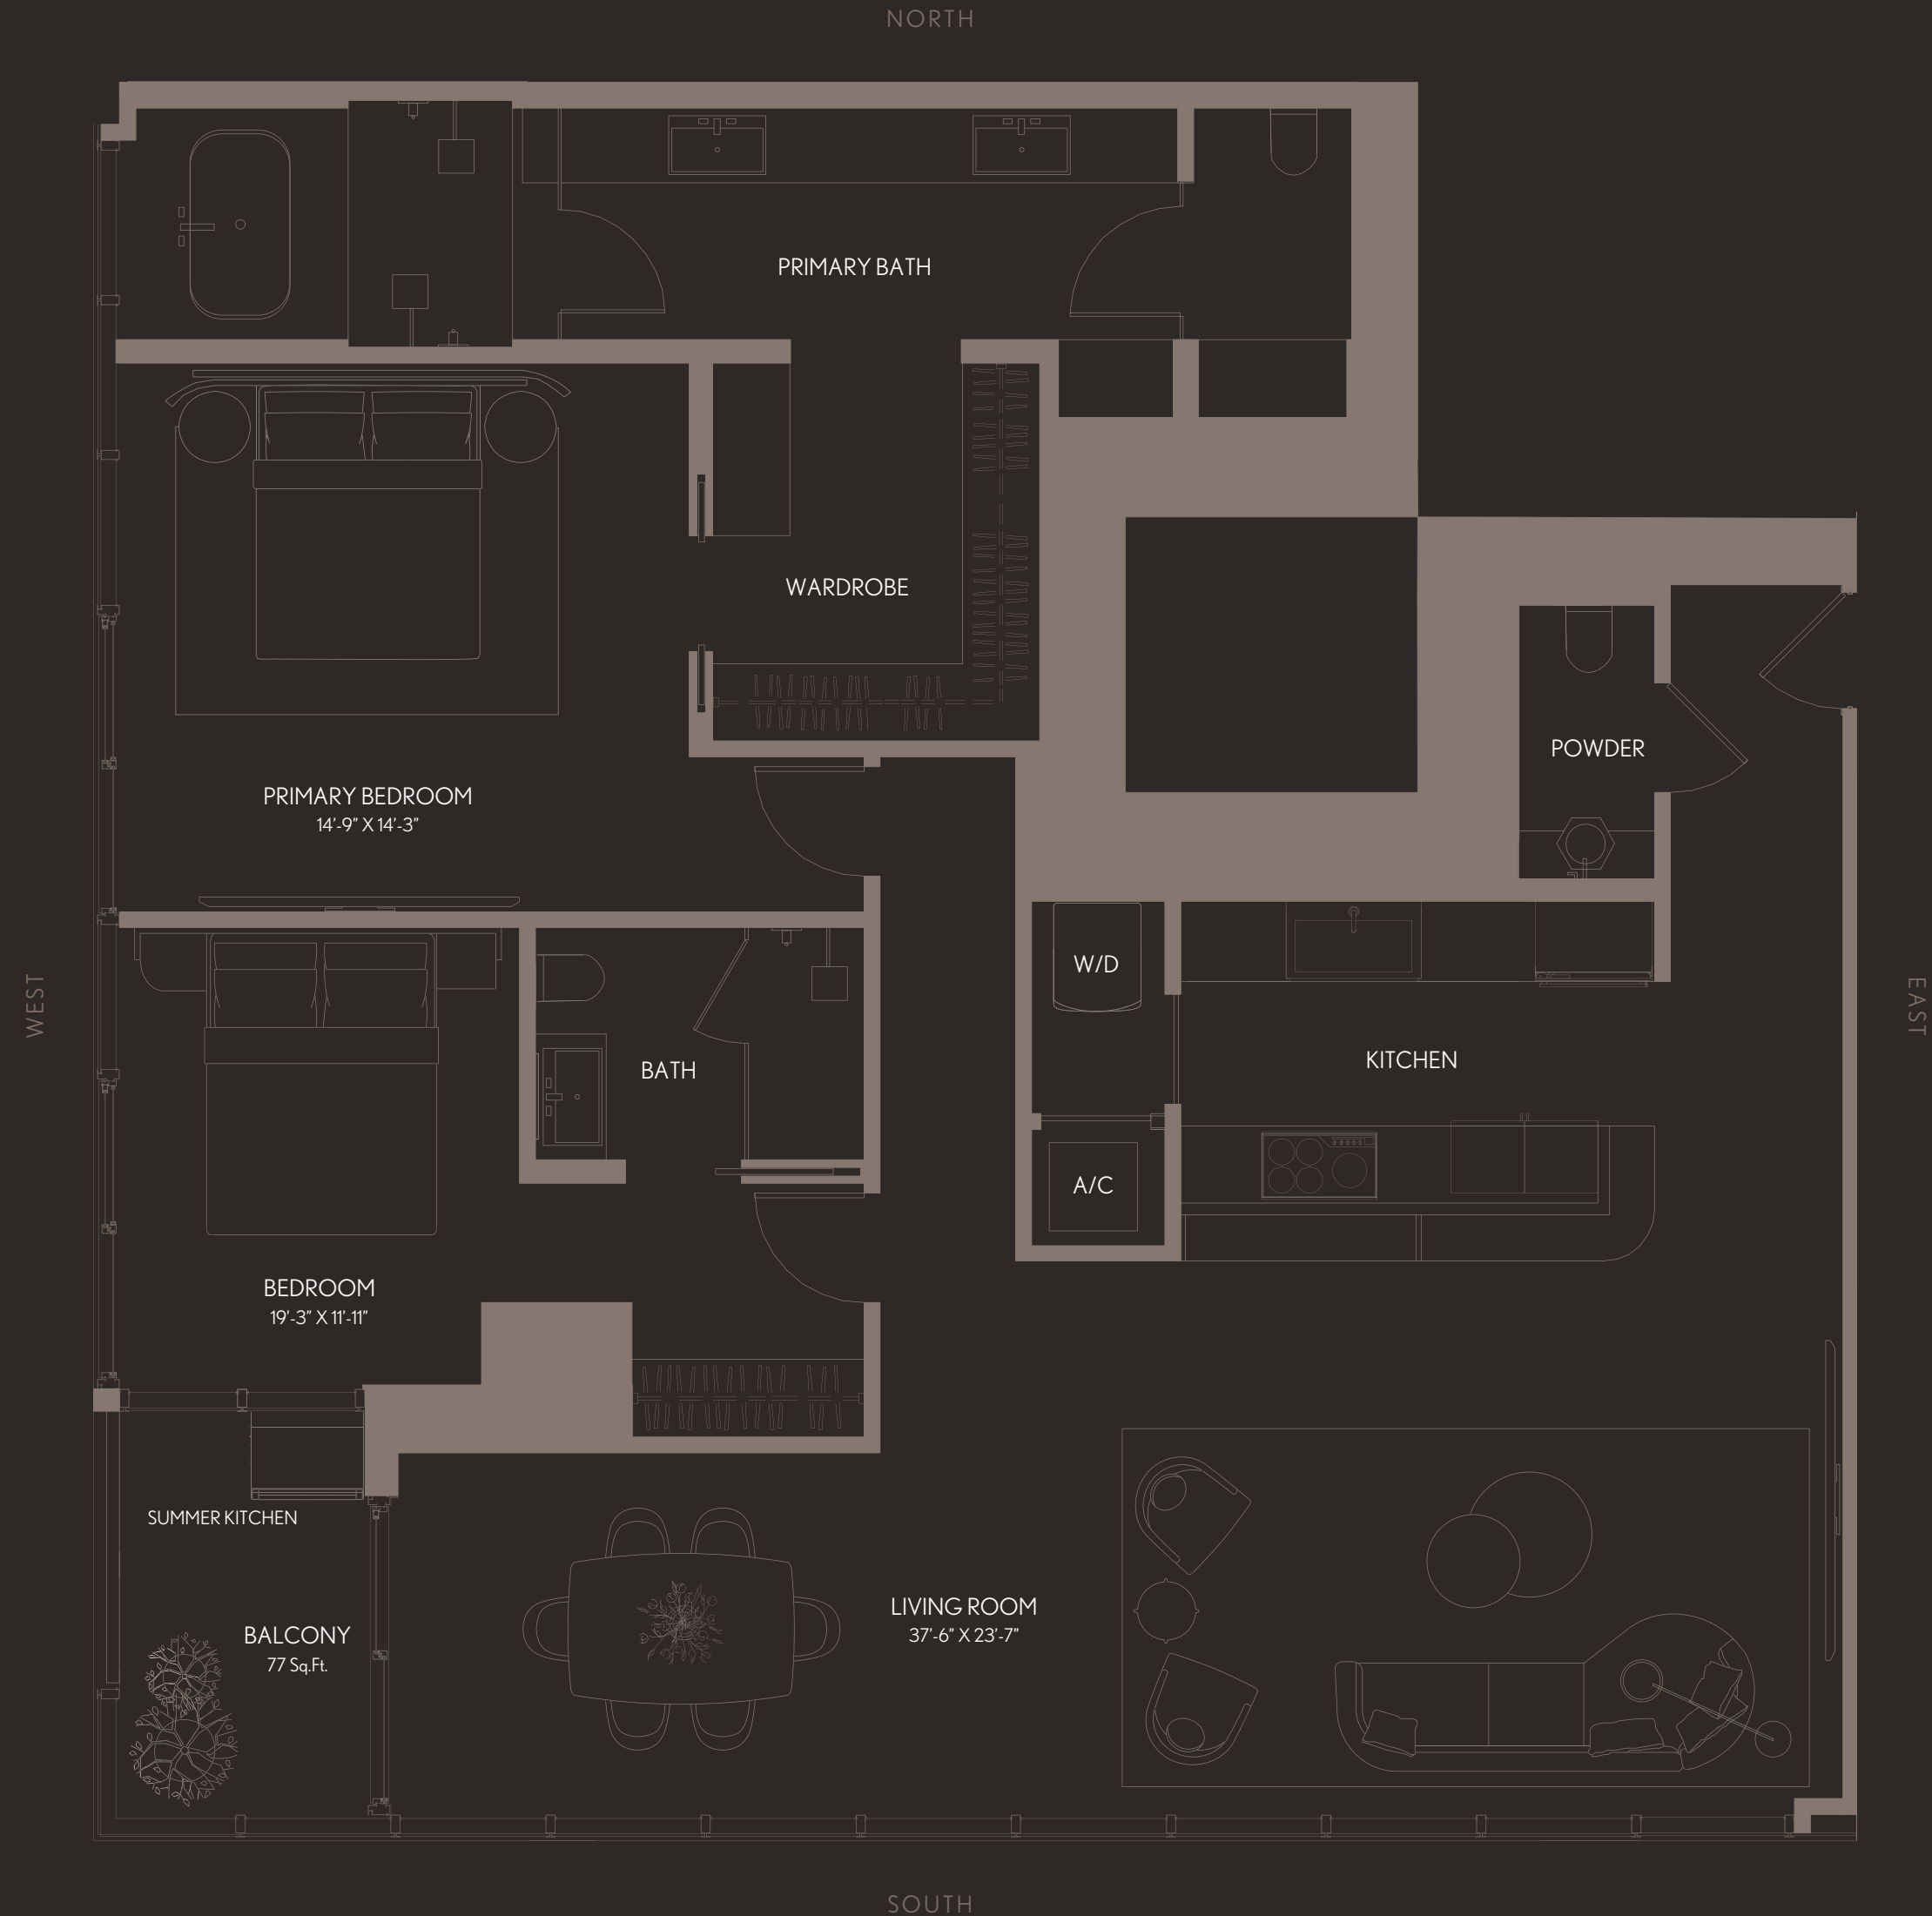 NORTH
PRIMARY BATH
WARDROBE
POWDER
PRIMARY BEDROOM
14'-9" X 14'-3"
W/D
WEST
EAST
KITCHEN
BATH
A/C
BEDROOM
19'-3" X 11'-11"
SUMMER KITCHEN
LIVING ROOM
37'-6" X 23'-7"
BALCONY
77 Sq.Ft.
SOUTH